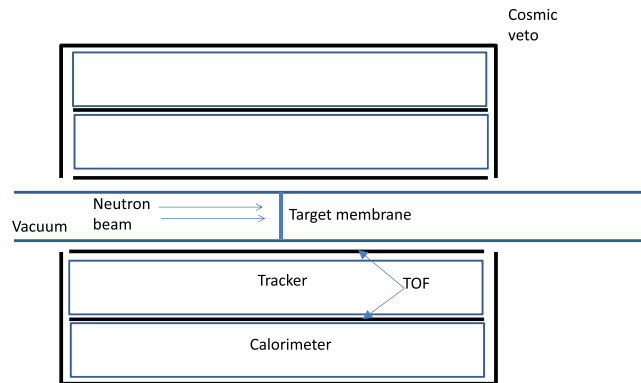 Cosmic
veto
Neutron
beam
Target membrane
Vacuum
Tracker
TOF
Calorimeter